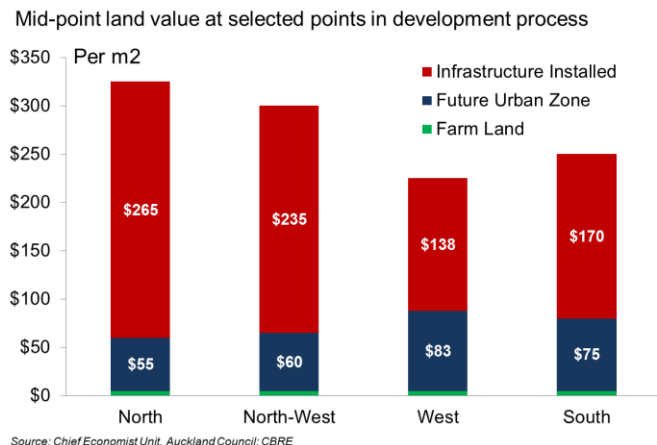 Mid-point land value at selected points in development process
$350
Per m2
Infrastructure Installed
$300
Future Urban Zone
Farm Land
$250
$200
$265
$235
$150
$138
$170
$100
$50
$55
$60
$83
$75
$0
North
North-West
West
South
Source: Chief Economist Unit, Auckland Council; CBRE